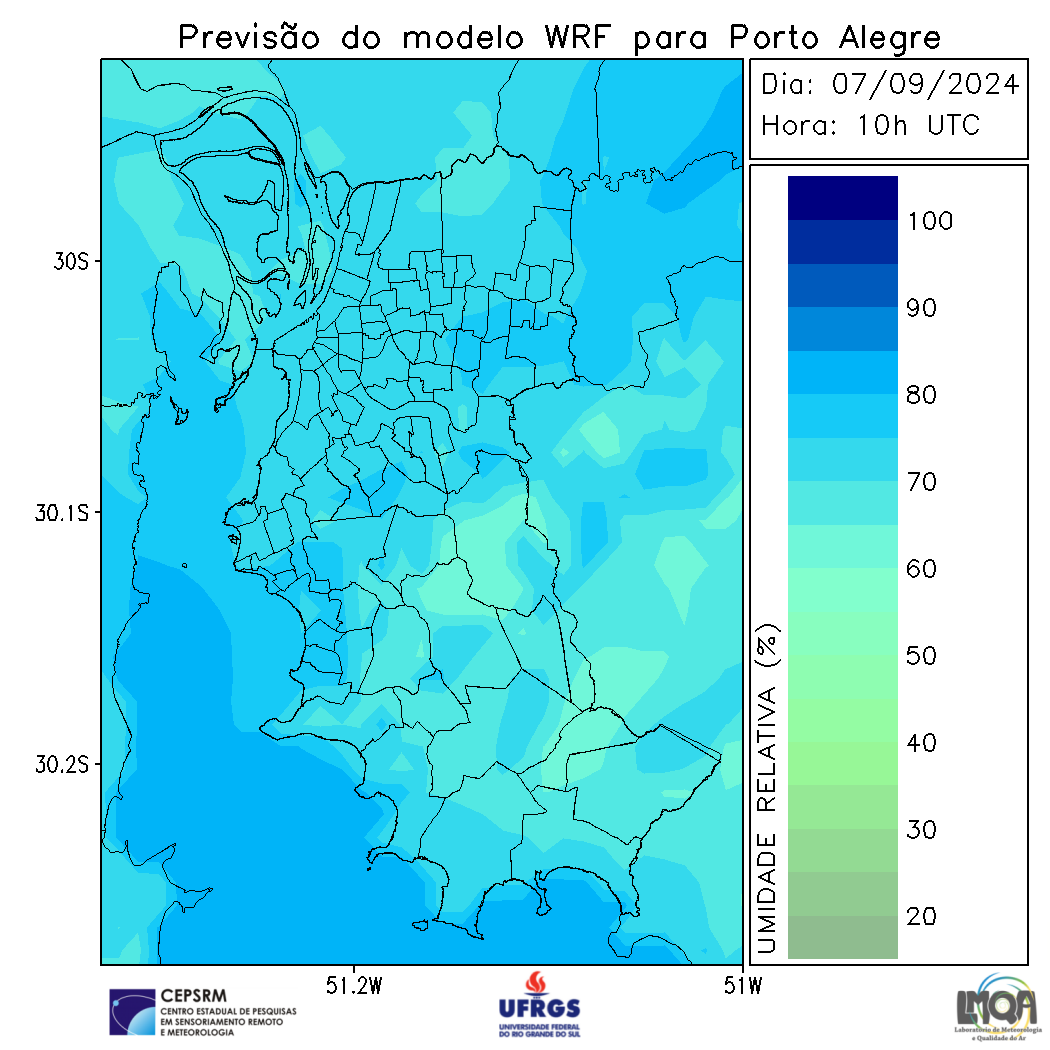 Previsão do modelo WRF para Porto Alegre
Dia: 07/09/2024
Hora: 10h UTC
30S
30.1S
30.2S
51.2W
51W
100
90
80
70
60
50
40
30
20
UMIDADE RELATIVA (%)
CEPSRM
CENTRO ESTADUAL DE PESQUISAS
EM SENSORIAMENTO REMOTO
E METEOROLOGIA
UFRGS
UNIVERSIDADE FEDERAL
DO RIO GRANDE DO SUL
LMQA
Laboratório de Meteorologia
e Qualidade do Ar